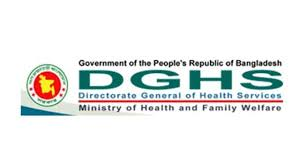 Government of the People's Republic of Bangladesh
DGHS
Directorate General of Health Services
Ministry of Health and Family Welfare